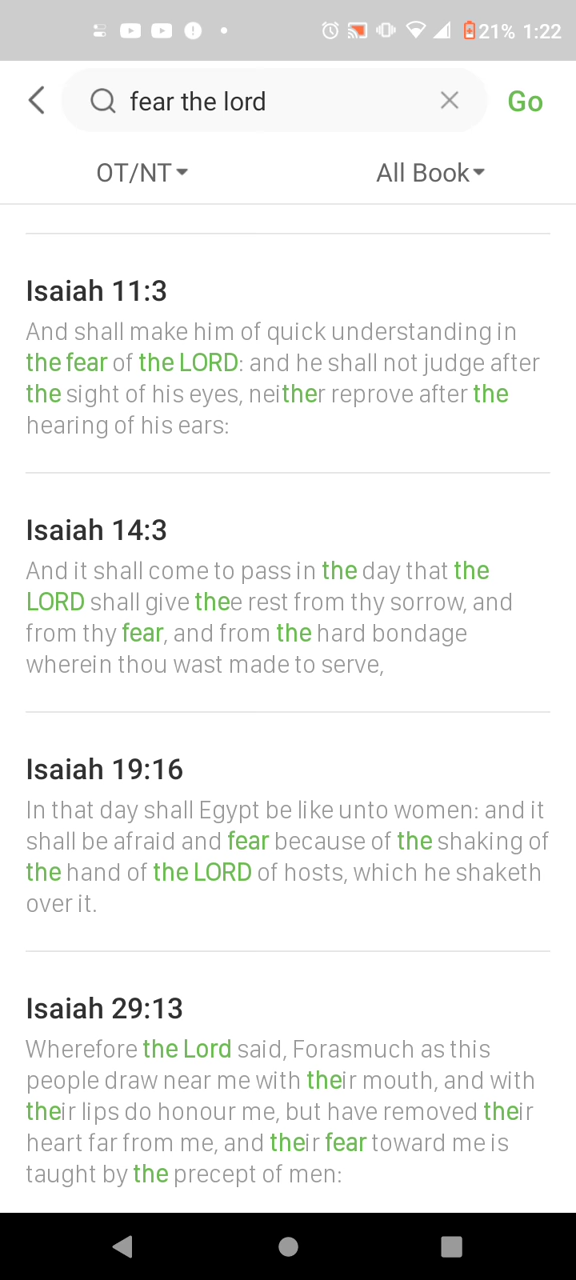 21% 1:22
fear the lord
Go
OT/NT
All Book
Isaiah 11:3
And shall make him of quick understanding in
the fear of the LORD: and he shall not judge after
the sight of his eyes, neither reprove after the
hearing of his ears:
Isaiah 14:3
And it shall come to pass in the day that the
LORD shall give thee rest from thy sorrow, and
from thy fear, and from the hard bondage
wherein thou wast made to serve,
Isaiah 19:16
In that day shall Egypt be like unto women: and it
shall be afraid and fear because of the shaking of
the hand of the LORD of hosts, which he shaketh
over it.
Isaiah 29:13
Wherefore the Lord said, Forasmuch as this
people draw near me with their mouth, and with
their lips do honour me, but have removed their
heart far from me, and their fear toward me is
taught by the precept of men: